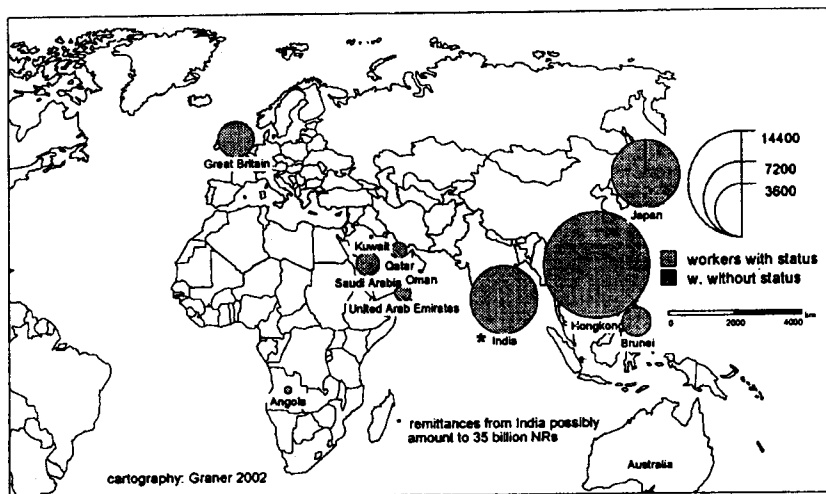 Great Britain
14400
7200
3600
Japan
Kuwait
Qatar
Saudi Arabia
Oman
United Arab Emirates
workers with status
w. without status
Hongkong
0 2000 4000 km
Brunei
* India
Angola
* remittances from India possibly
amount to 35 billion NRs
Australia
cartography: Graner 2002